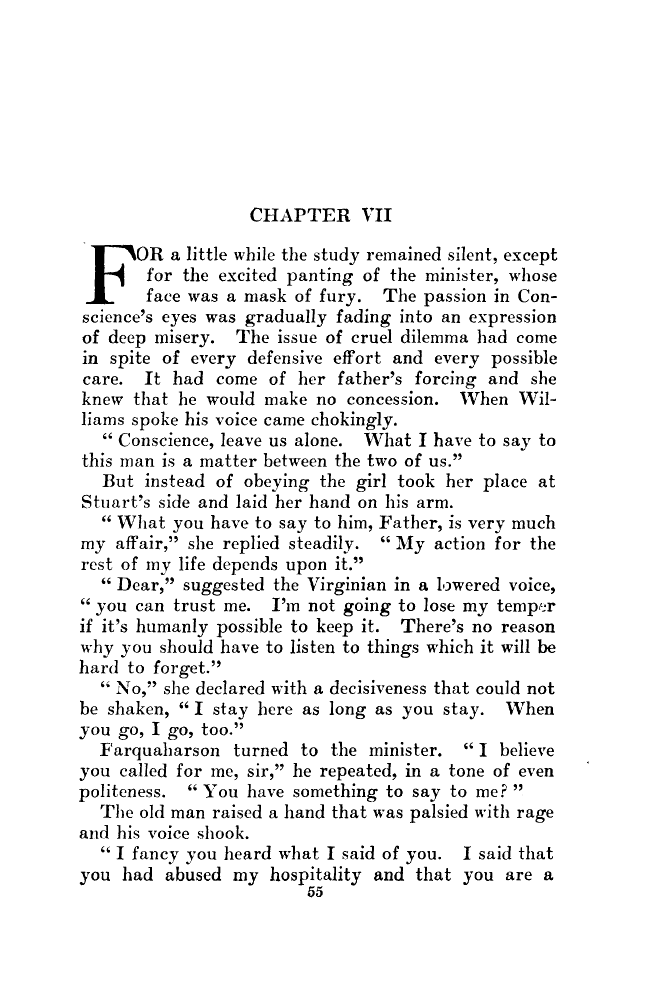 CHAPTER VII
FOR a little while the study remained silent, except
for the excited panting of the minister, whose
face was a mask of fury. The passion in Con-
science's eyes was gradually fading into an expression
of deep misery. The issue of cruel dilemma had come
in spite of every defensive effort and every possible
care. It had come of her father's forcing and she
knew that he would make no concession. When Wil-
liams spoke his voice came chokingly.
“ Conscience, leave us alone. What I have to say to
this man is a matter between the two of us.”
But instead of obeying the girl took her place at
Stuart's side and laid her hand on his arm.
“ What you have to say to him, Father, is very much
my affair,” she replied steadily. “ My action for the
rest of my life depends upon it.”
“ Dear,” suggested the Virginian in a lowered voice,
“ you can trust me. I'm not going to lose my temper
if it's humanly possible to keep it. There's no reason
why you should have to listen to things which it will be
hard to forget.”
“ No,” she declared with a decisiveness that could not
be shaken, “ I stay here as long as you stay. When
you go, I go, too.”
Farquaharson turned to the minister. “ I believe
you called for me, sir,” he repeated, in a tone of even
politeness. “ You have something to say to me? ”
The old man raised a hand that was palsied with rage
and his voice shook.
“ I fancy you heard what I said of you. I said that
you had abused my hospitality and that you are a
55